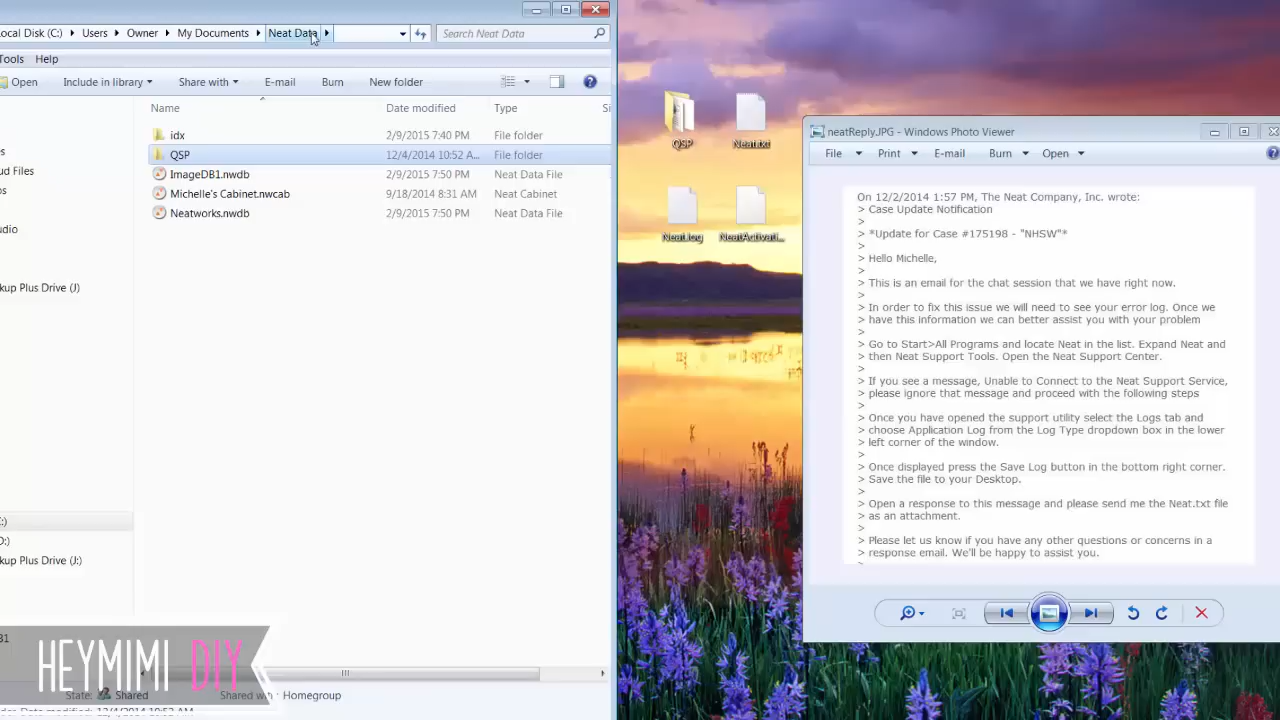 ocal Disk (C:) Users Owner My Documents Neat Data Search Neat Data
Tools Help
Open Include in library Share with E-mail Burn New folder
Name Date modified Type Si
idx 2/9/2015 7:40 PM File folder
QSP 12/4/2014 10:52 A... File folder
ImageDB1.nwdb 2/9/2015 7:50 PM Neat Data File
Michelle's Cabinet.nwcab 9/18/2014 8:31 AM Neat Cabinet
Neatworks.nwdb 2/9/2015 7:50 PM Neat Data File
s
ud Files
os
udio
kup Plus Drive (J)
:)
D:)
kup Plus Drive (J:)
31
HEYMIMI DIY
State: Shared Shared with Homegroup
QSP Neat.txt
Neat.log NeatActivati...
neatReply.JPG - Windows Photo Viewer
File Print E-mail Burn Open
On 12/2/2014 1:57 PM, The Neat Company, Inc. wrote:
> Case Update Notification
>
> *Update for Case #175198 - "NHSW"*
>
> Hello Michelle,
>
> This is an email for the chat session that we have right now.
>
> In order to fix this issue we will need to see your error log. Once we
> have this information we can better assist you with your problem
>
> Go to Start>All Programs and locate Neat in the list. Expand Neat and
> then Neat Support Tools. Open the Neat Support Center.
>
> If you see a message, Unable to Connect to the Neat Support Service,
> please ignore that message and proceed with the following steps
>
> Once you have opened the support utility select the Logs tab and
> choose Application Log from the Log Type dropdown box in the lower
> left corner of the window.
>
> Once displayed press the Save Log button in the bottom right corner.
> Save the file to your Desktop.
>
> Open a response to this message and please send me the Neat.txt file
> as an attachment.
>
> Please let us know if you have any other questions or concerns in a
> response email. We'll be happy to assist you.